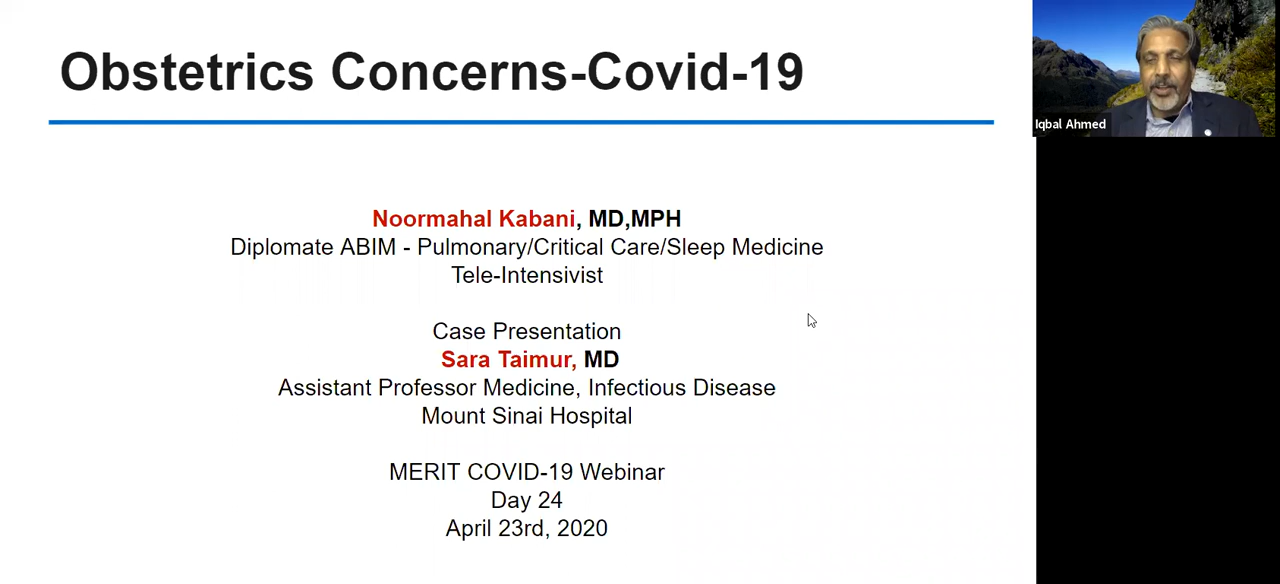 Obstetrics Concerns-Covid-19
Iqbal Ahmed
Noormahal Kabani, MD,MPH
Diplomate ABIM - Pulmonary/Critical Care/Sleep Medicine
Tele-Intensivist
Case Presentation
Sara Taimur, MD
Assistant Professor Medicine, Infectious Disease
Mount Sinai Hospital
MERIT COVID-19 Webinar
Day 24
April 23rd, 2020